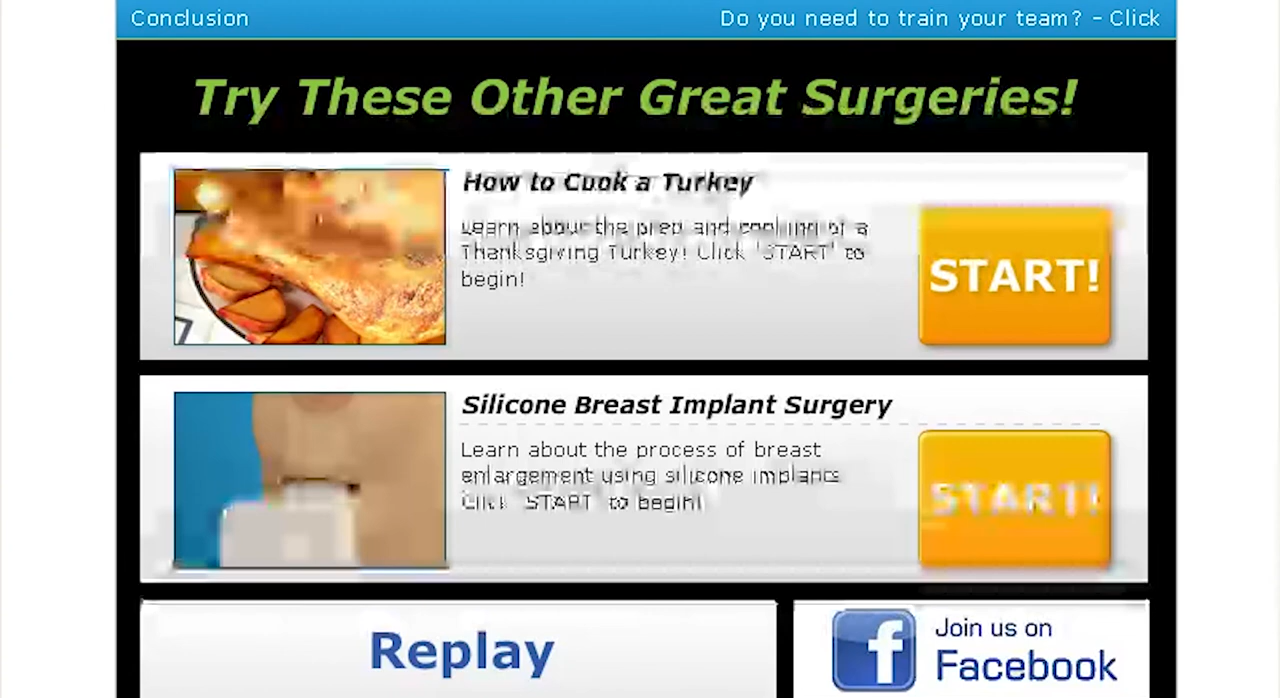 Conclusion
Do you need to train your team? - Click
Try These Other Great Surgeries!
How to Cook a Turkey
Learn about the prep and cooking of a
Thanksgiving Turkey! Click 'START' to
begin!
START!
Silicone Breast Implant Surgery
Learn about the process of breast
enlargement using silicone implants
Click 'START' to begin!
START!
Replay
Join us on
Facebook